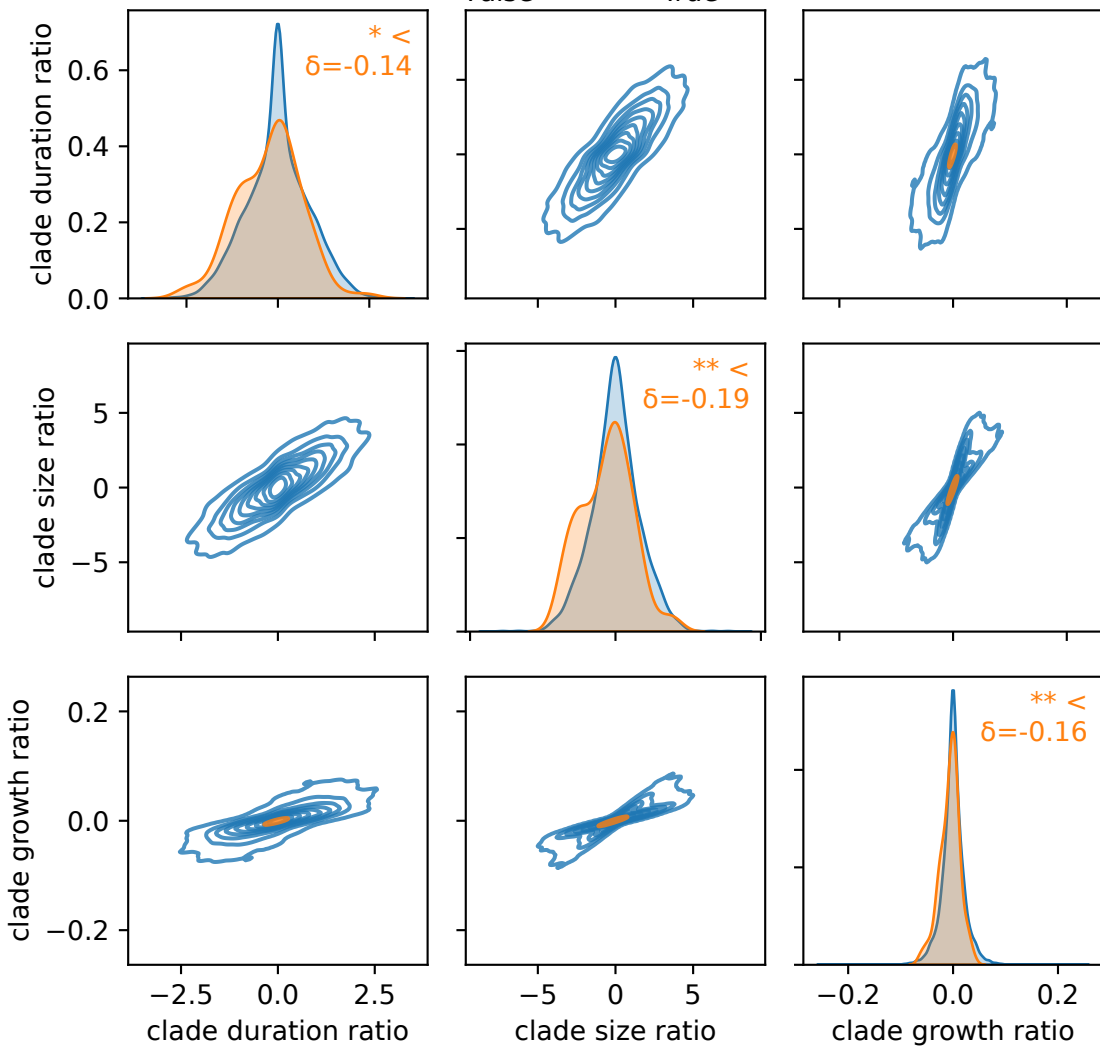 clade duration ratio
0.6
0.4
0.2
0.0
* <
δ=-0.14
clade size ratio
5
0
−5
** <
δ=-0.19
clade growth ratio
0.2
0.0
−0.2
** <
δ=-0.16
−2.5 0.0 2.5
−5 0 5
−0.2 0.0 0.2
clade duration ratio
clade size ratio
clade growth ratio